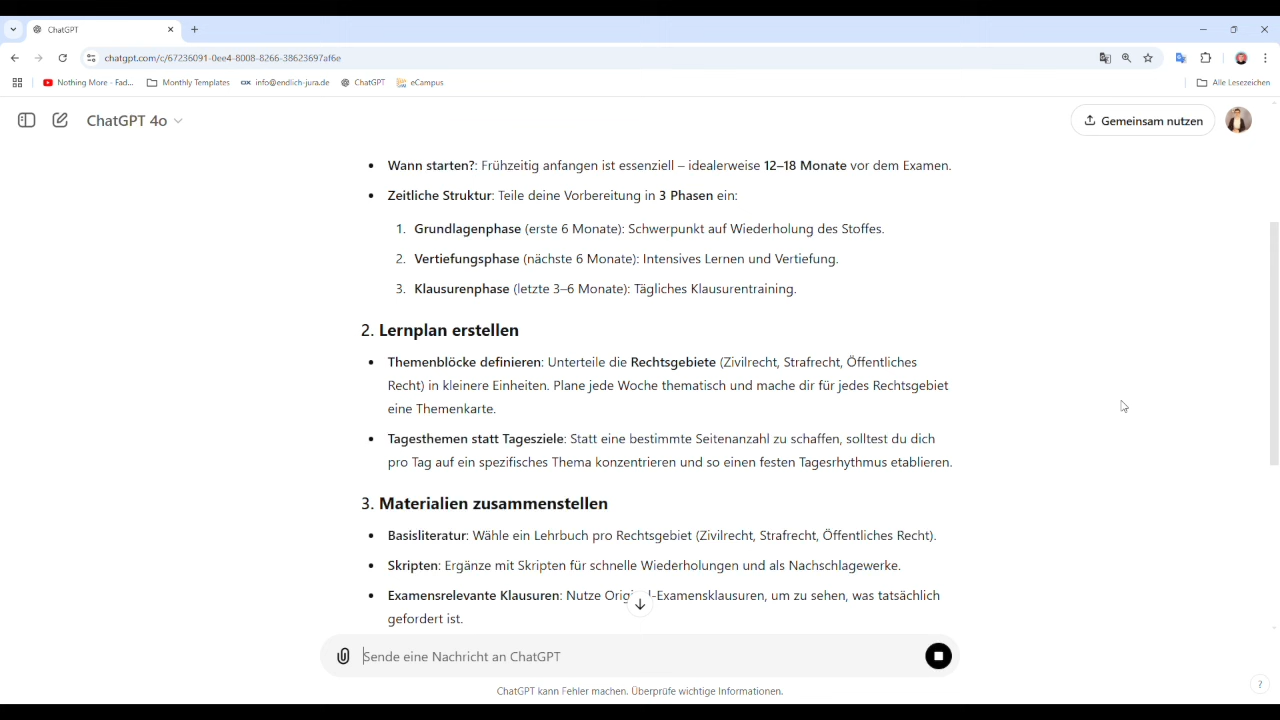 ChatGPT
chatgpt.com/c/67236091-0ee4-8008-8266-38623697af6e
Nothing More - Fad... Monthly Templates info@endlich-jura.de ChatGPT eCampus Alle Lesezeichen
ChatGPT 4o Gemeinsam nutzen
• Wann starten?: Frühzeitig anfangen ist essenziell – idealerweise 12–18 Monate vor dem Examen.
• Zeitliche Struktur: Teile deine Vorbereitung in 3 Phasen ein:
1. Grundlagenphase (erste 6 Monate): Schwerpunkt auf Wiederholung des Stoffes.
2. Vertiefungsphase (nächste 6 Monate): Intensives Lernen und Vertiefung.
3. Klausurenphase (letzte 3–6 Monate): Tägliches Klausurentraining.
2. Lernplan erstellen
• Themenblöcke definieren: Unterteile die Rechtsgebiete (Zivilrecht, Strafrecht, Öffentliches
Recht) in kleinere Einheiten. Plane jede Woche thematisch und mache dir für jedes Rechtsgebiet
eine Themenkarte.
• Tagesthemen statt Tagesziele: Statt eine bestimmte Seitenanzahl zu schaffen, solltest du dich
pro Tag auf ein spezifisches Thema konzentrieren und so einen festen Tagesrhythmus etablieren.
3. Materialien zusammenstellen
• Basisliteratur: Wähle ein Lehrbuch pro Rechtsgebiet (Zivilrecht, Strafrecht, Öffentliches Recht).
• Skripten: Ergänze mit Skripten für schnelle Wiederholungen und als Nachschlagewerke.
• Examensrelevante Klausuren: Nutze Original-Examensklausuren, um zu sehen, was tatsächlich
gefordert ist.
Sende eine Nachricht an ChatGPT
ChatGPT kann Fehler machen. Überprüfe wichtige Informationen.
?